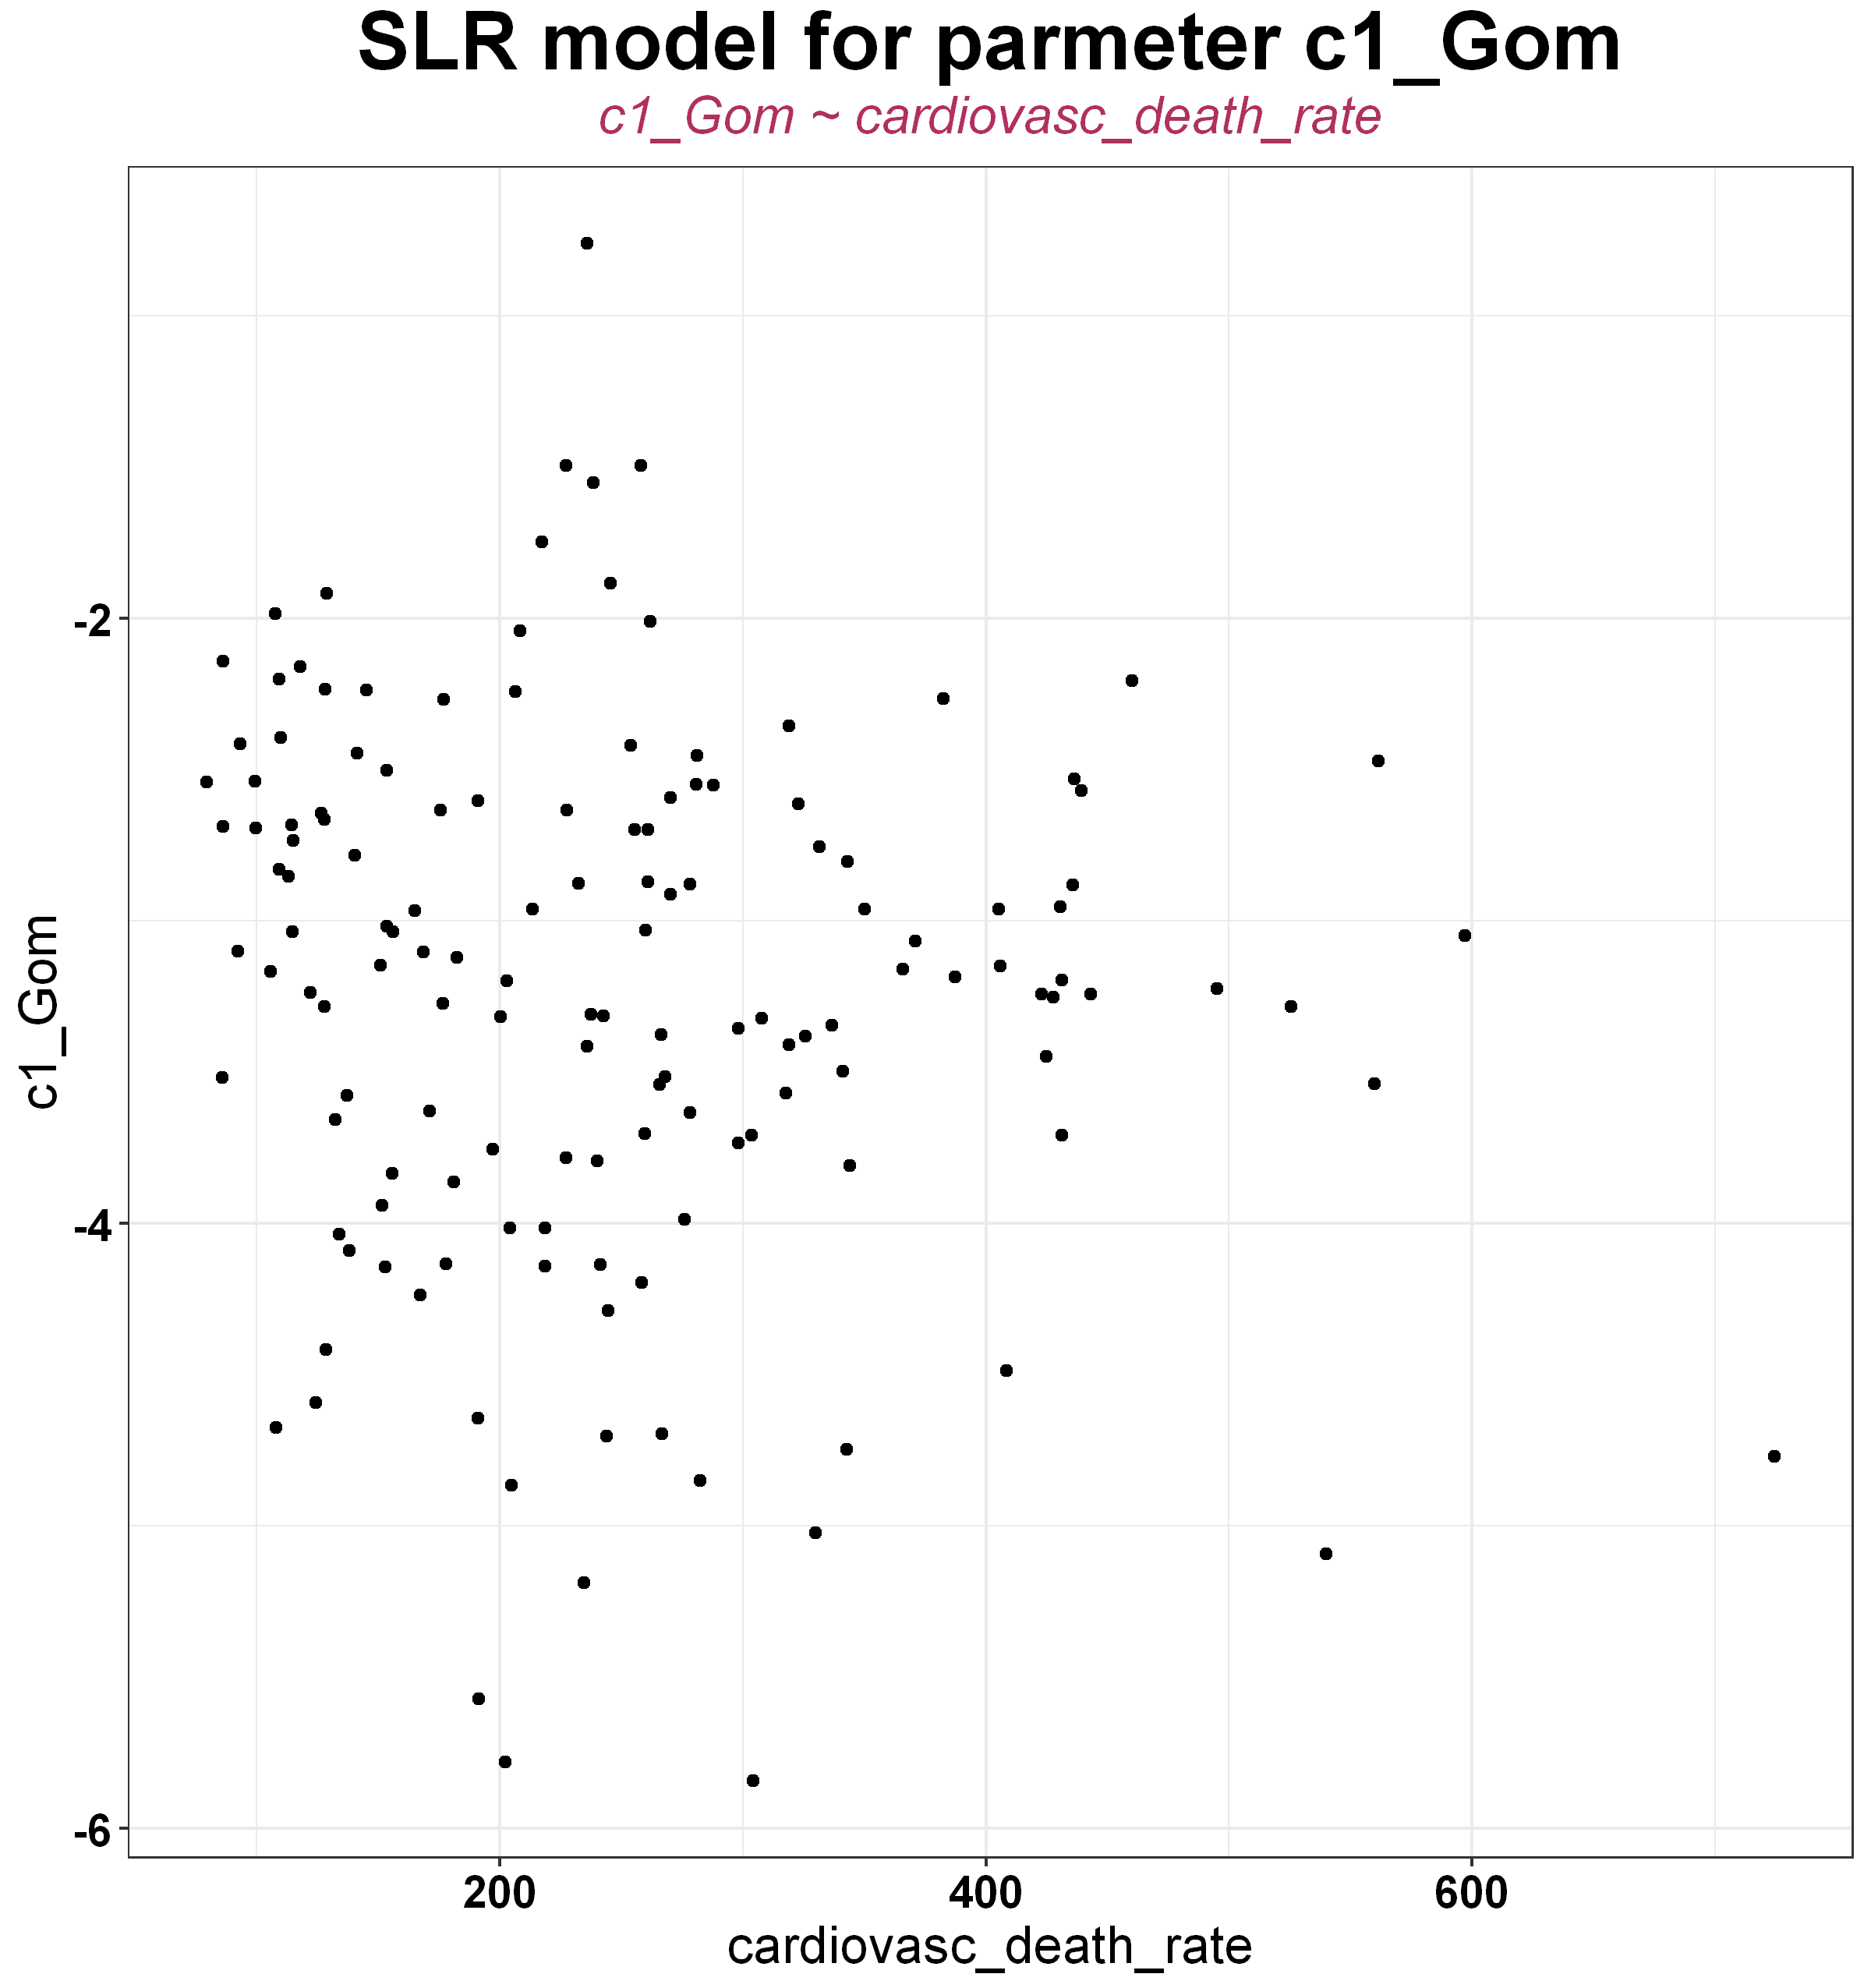 SLR model for parmeter c1_Gom
c1_Gom ~ cardiovasc_death_rate
c1_Gom
-2
-4
-6
200 400 600
cardiovasc_death_rate